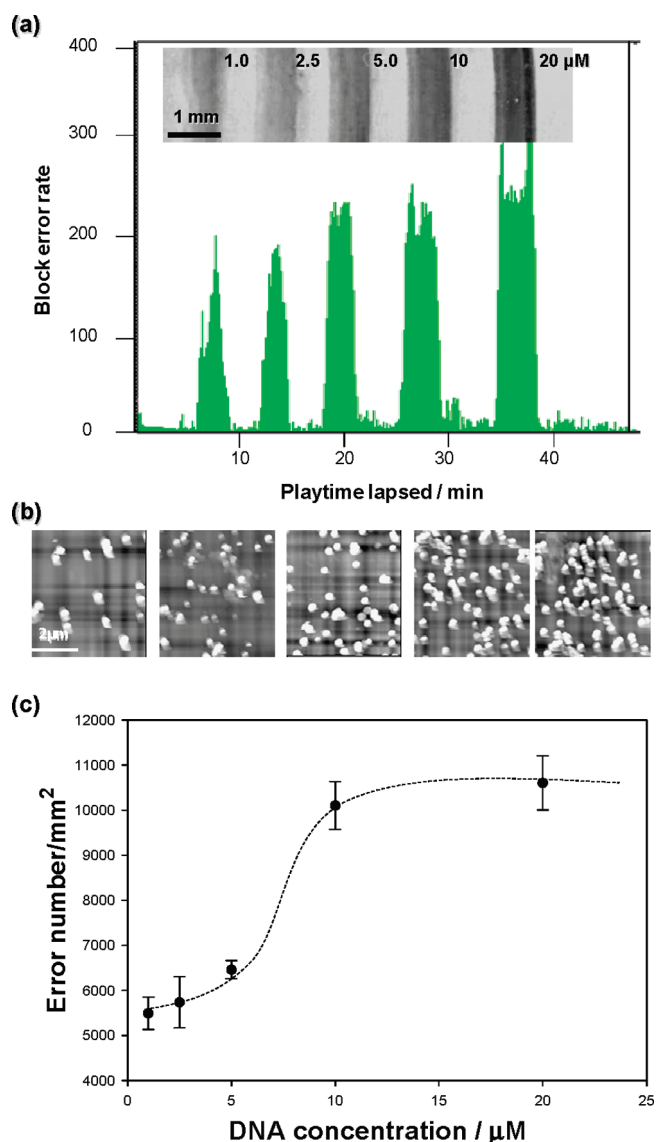 (a)
400
300
200
100
0
Block error rate
1.0 2.5 5.0 10 20 µM
1 mm
10 20 30 40
Playtime lapsed / min
(b)
2µm
(c)
12000
11000
10000
9000
8000
7000
6000
5000
4000
Error number/mm²
0 5 10 15 20 25
DNA concentration / µM